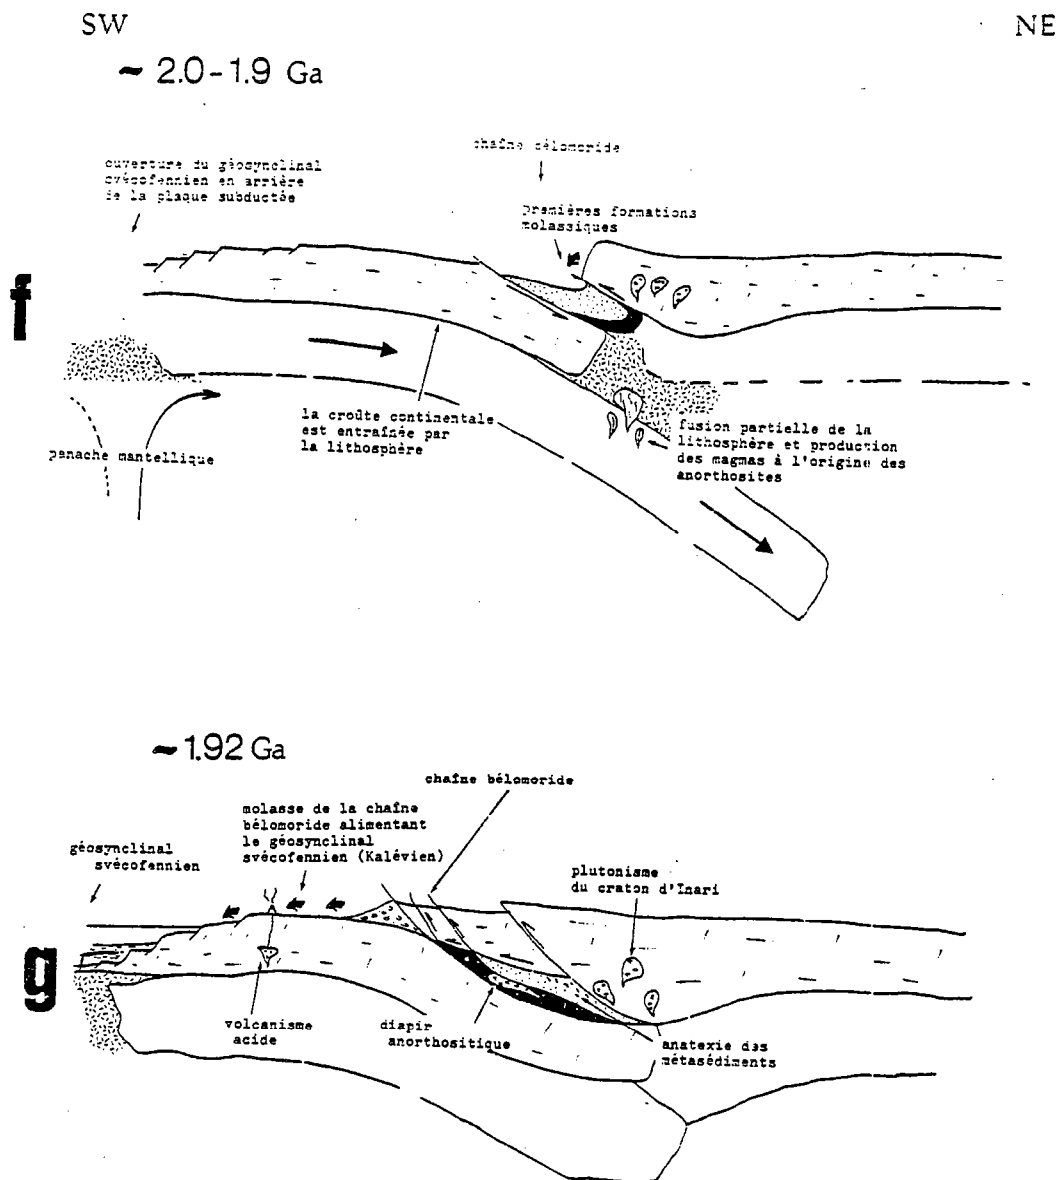 SW
NE
~ 2.0-1.9 Ga
chaîne bélomoride
ouverture du géosynclinal
svécofennien en arrière
de la plaque subductée
premières formations
molassiques
f
la croûte continentale
est entraînée par
la lithosphère
panache mantellique
fusion partielle de la
lithosphère et production
des magmas à l'origine des
anorthosites
~ 1.92 Ga
chaîne bélomoride
molasse de la chaîne
bélomoride alimentant
le géosynclinal
svécofennien (Kalévien)
géosynclinal
svécofennien
plutonisme
du craton d'Inari
g
volcanisme
acide
diapir
anorthositique
anatexie des
métasédiments